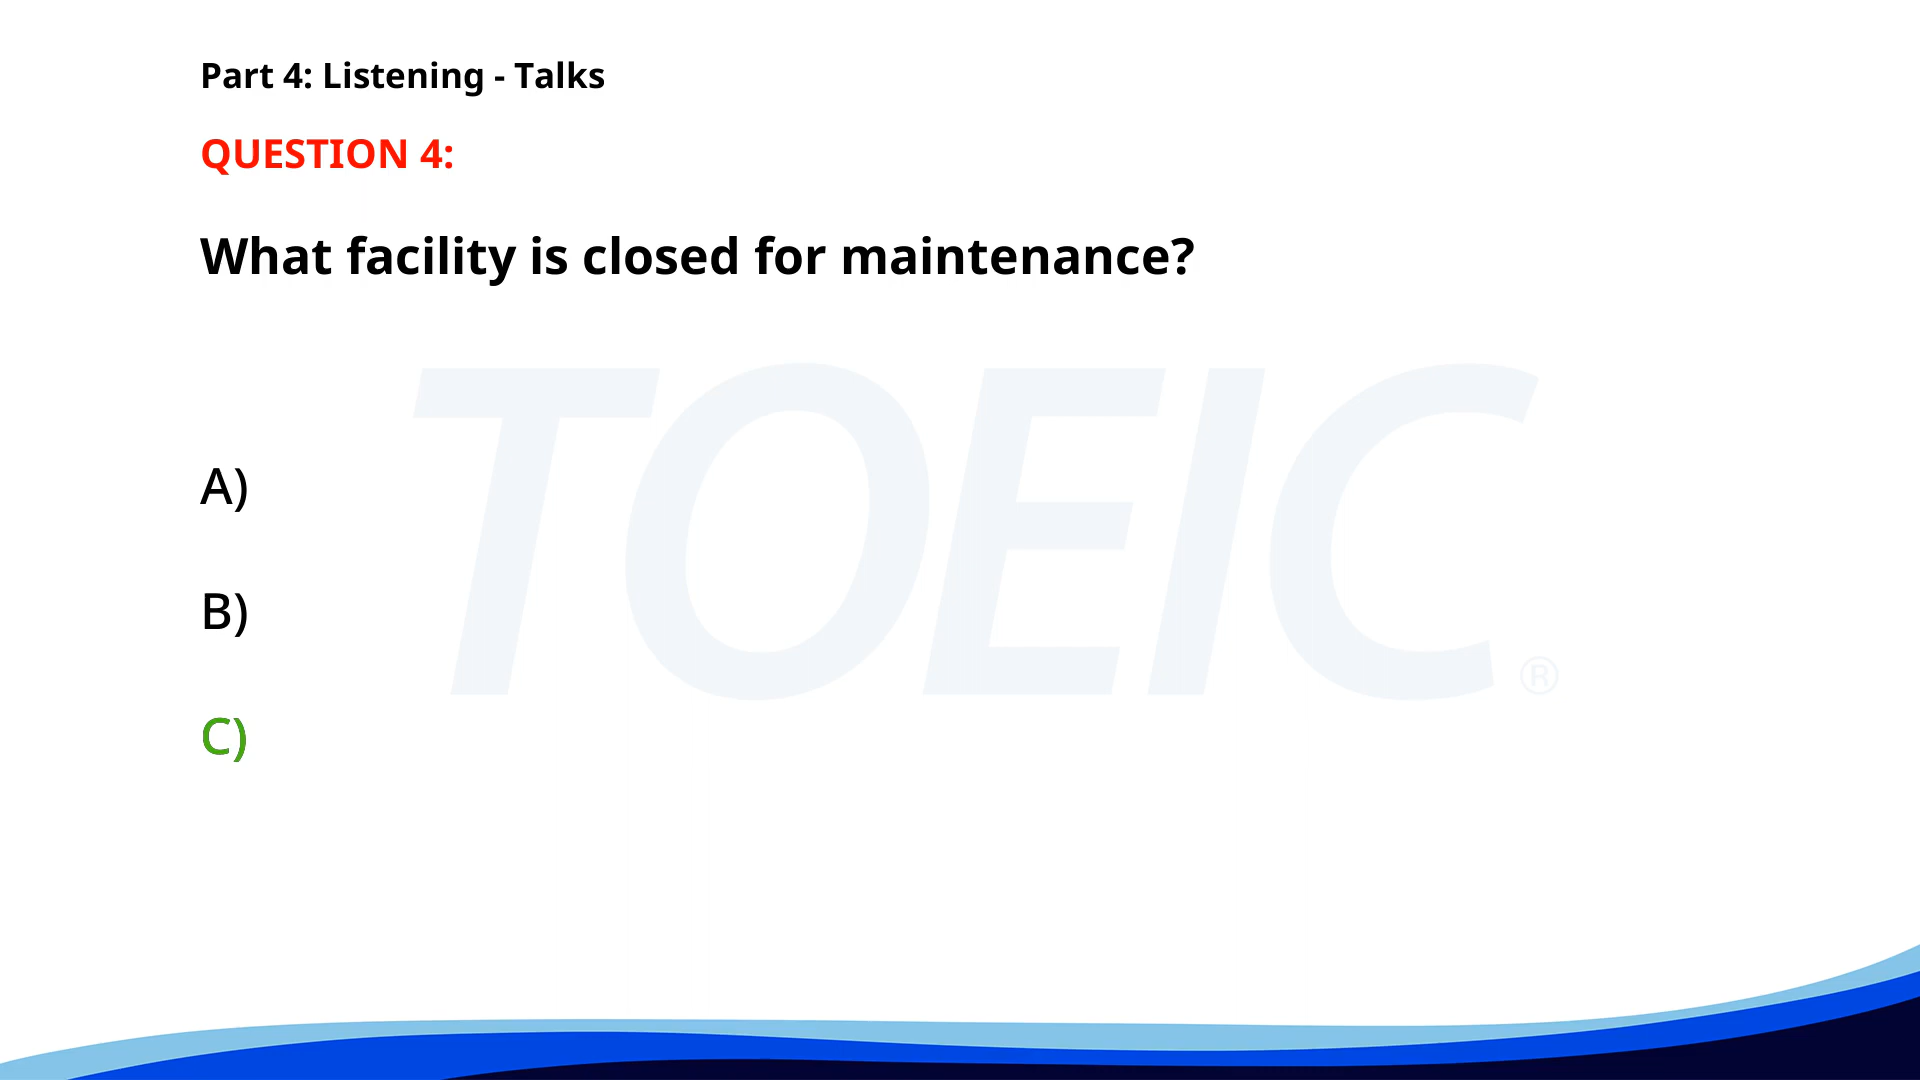 Part 4: Listening - Talks
QUESTION 4:
What facility is closed for maintenance?
TOEIC®
A)
B)
C)